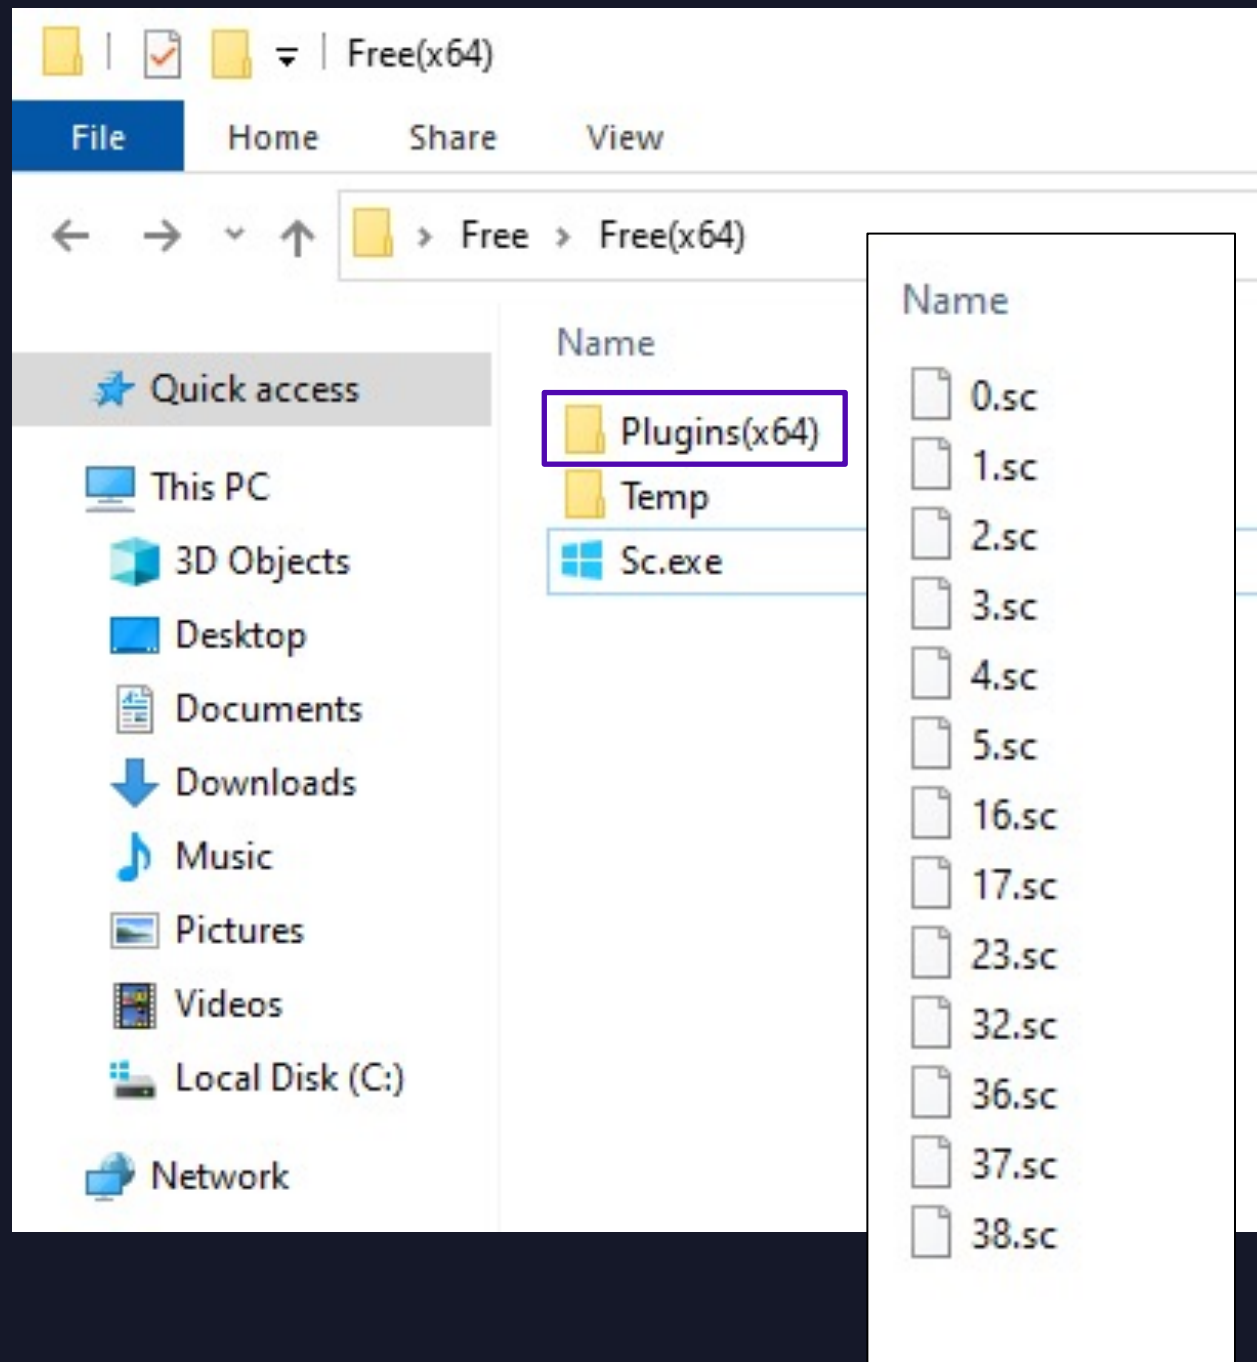 Free(x64)
File Home Share View
Free > Free(x64)
Quick access
This PC
3D Objects
Desktop
Documents
Downloads
Music
Pictures
Videos
Local Disk (C:)
Network
Name
Plugins(x64)
Temp
Sc.exe
Name
0.sc
1.sc
2.sc
3.sc
4.sc
5.sc
16.sc
17.sc
23.sc
32.sc
36.sc
37.sc
38.sc